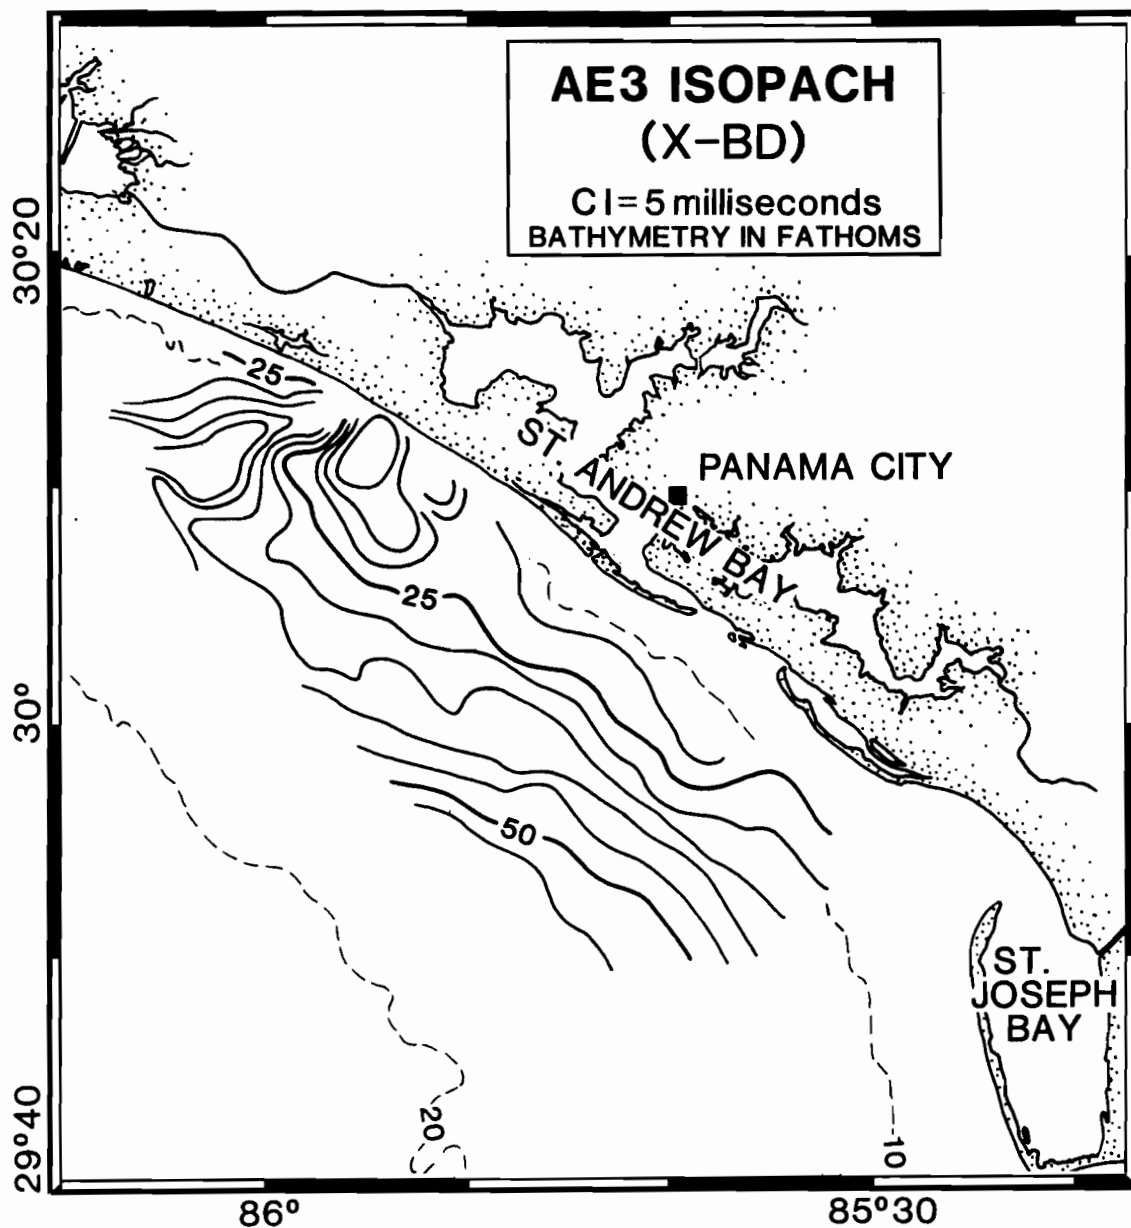 AE3 ISOPACH
(X-BD)
CI=5 milliseconds
BATHYMETRY IN FATHOMS
30°20
25
ST. ANDREW BAY
PANAMA CITY
25
30°
50
ST.
JOSEPH
BAY
29°40
20
10
86°
85°30